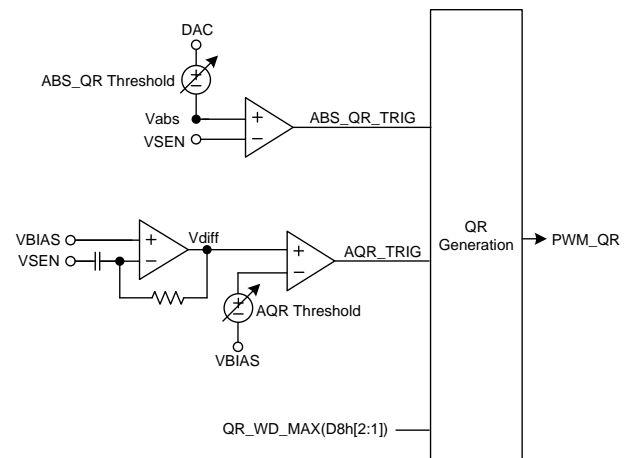 DAC
ABS_QR Threshold
Vabs
VSEN
+
−
ABS_QR_TRIG
VBIAS
VSEN
+
−
Vdiff
+
−
AQR_TRIG
AQR Threshold
VBIAS
QR
Generation
PWM_QR
QR_WD_MAX(D8h[2:1])